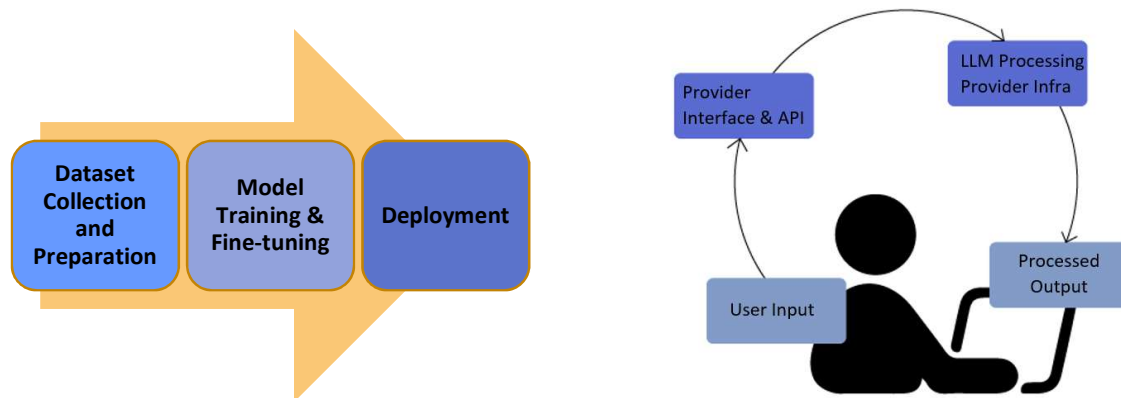 Dataset
Collection
and
Preparation
Model
Training &
Fine-tuning
Deployment
Provider
Interface & API
LLM Processing
Provider Infra
User Input
Processed
Output